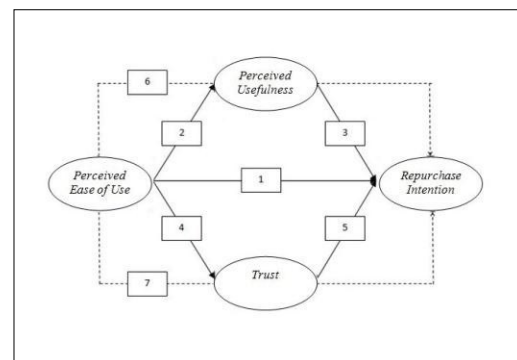 6
Perceived
Usefulness
2
3
Perceived
Ease of Use
1
Repurchase
Intention
4
5
7
Trust